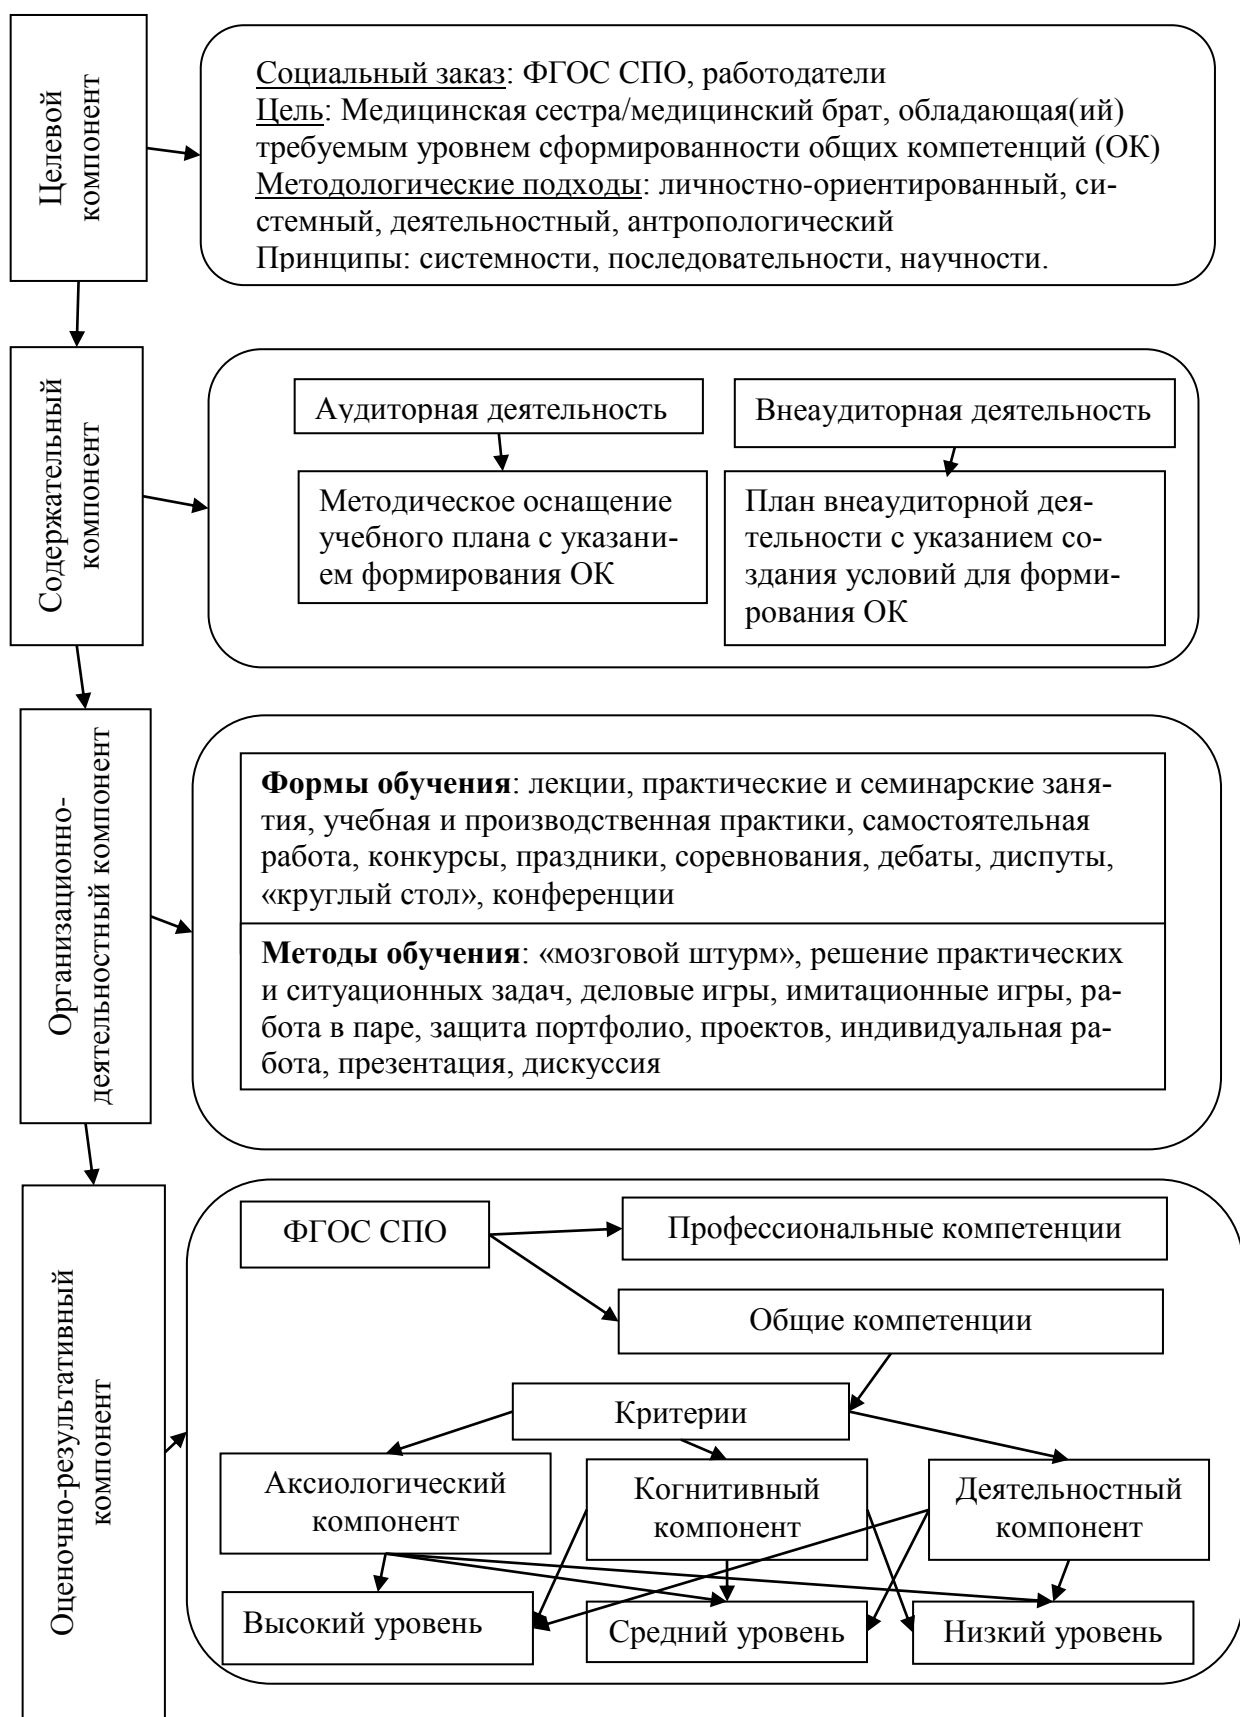 Целевой
компонент
Социальный заказ: ФГОС СПО, работодатели
Цель: Медицинская сестра/медицинский брат, обладающая(ий)
требуемым уровнем сформированности общих компетенций (ОК)
Методологические подходы: личностно-ориентированный, си-
стемный, деятельностный, антропологический
Принципы: системности, последовательности, научности.
Содержательный
компонент
Аудиторная деятельность
Внеаудиторная деятельность
Методическое оснащение
учебного плана с указани-
ем формирования ОК
План внеаудиторной дея-
тельности с указанием со-
здания условий для форми-
рования ОК
Организационно-
деятельностный компонент
Формы обучения: лекции, практические и семинарские заня-
тия, учебная и производственная практики, самостоятельная
работа, конкурсы, праздники, соревнования, дебаты, диспуты,
«круглый стол», конференции
Методы обучения: «мозговой штурм», решение практических
и ситуационных задач, деловые игры, имитационные игры, ра-
бота в паре, защита портфолио, проектов, индивидуальная ра-
бота, презентация, дискуссия
Оценочно-результативный
компонент
ФГОС СПО
Профессиональные компетенции
Общие компетенции
Критерии
Аксиологический
компонент
Когнитивный
компонент
Деятельностный
компонент
Высокий уровень
Средний уровень
Низкий уровень